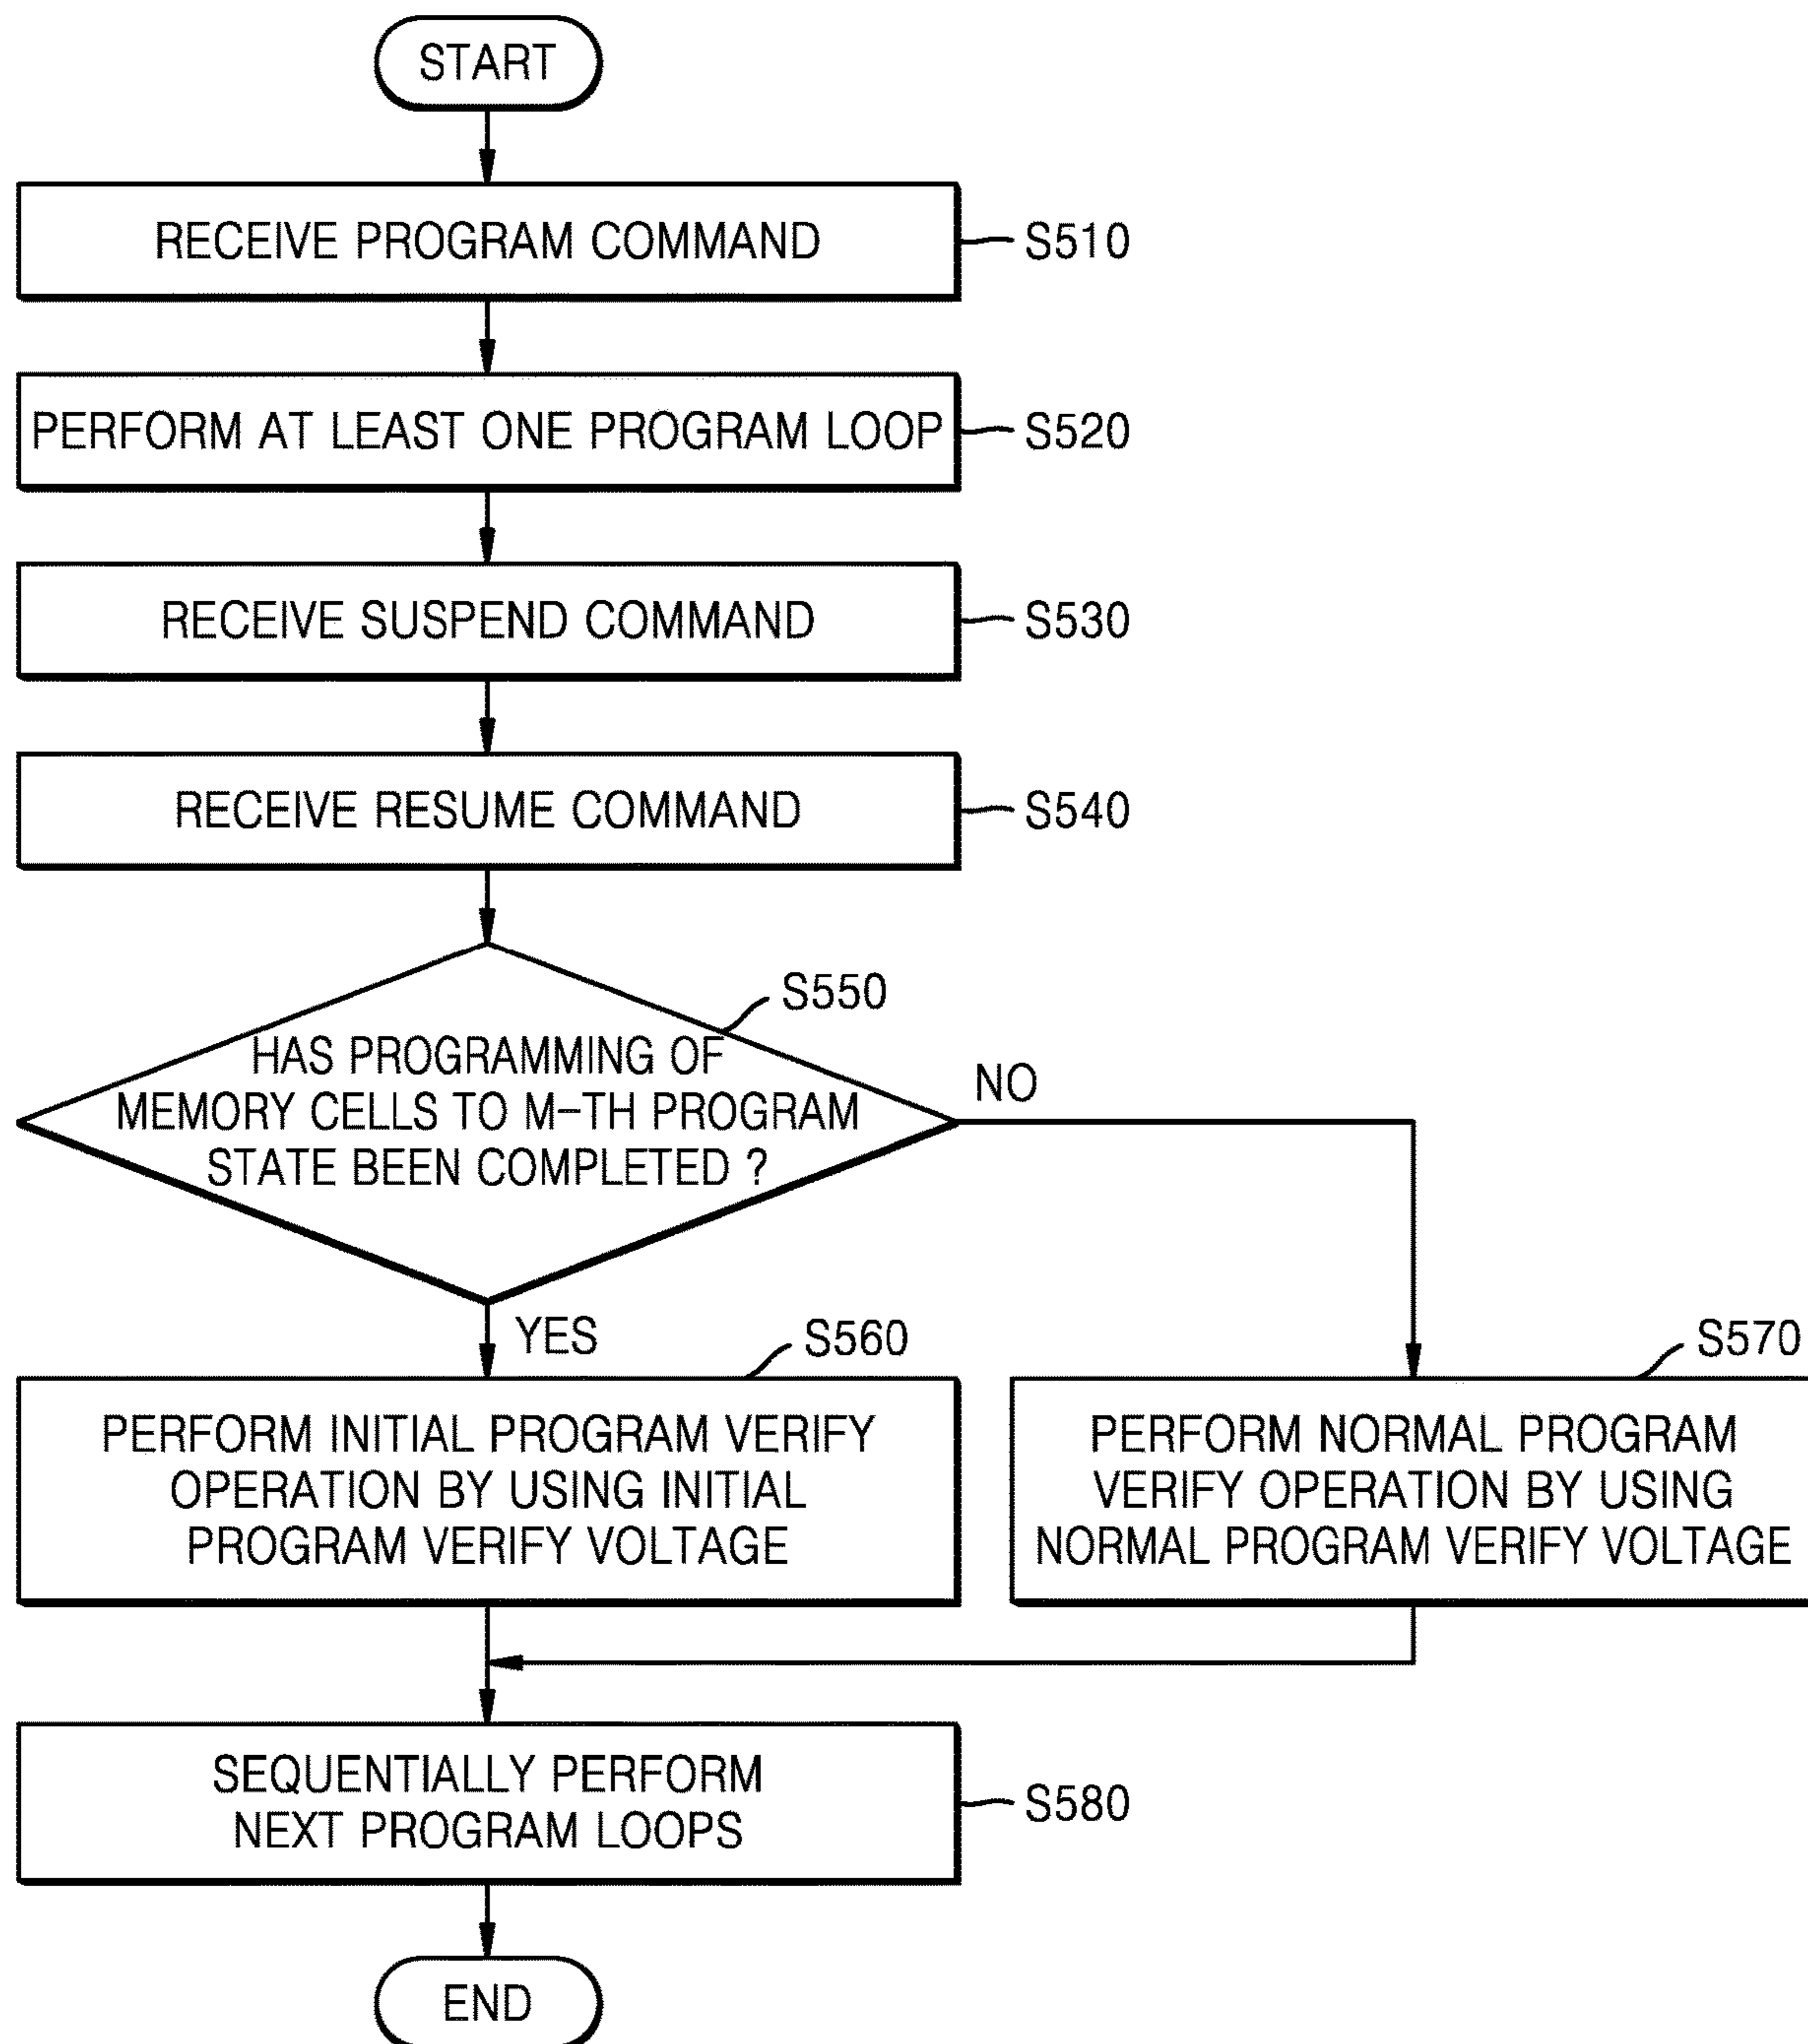 START
RECEIVE PROGRAM COMMAND
S510
PERFORM AT LEAST ONE PROGRAM LOOP
S520
RECEIVE SUSPEND COMMAND
S530
RECEIVE RESUME COMMAND
S540
S550
HAS PROGRAMMING OF
MEMORY CELLS TO M-TH PROGRAM
STATE BEEN COMPLETED ?
NO
YES
S560
PERFORM INITIAL PROGRAM VERIFY
OPERATION BY USING INITIAL
PROGRAM VERIFY VOLTAGE
S570
PERFORM NORMAL PROGRAM
VERIFY OPERATION BY USING
NORMAL PROGRAM VERIFY VOLTAGE
SEQUENTIALLY PERFORM
NEXT PROGRAM LOOPS
S580
END